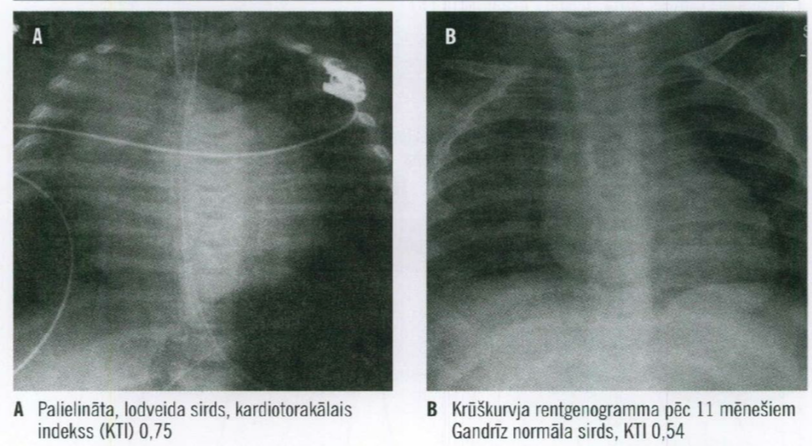 A
B
A Palielināta, lodveida sirds, kardiotorakālais
indekss (KTI) 0,75
B Krūškurvja rentgenogramma pēc 11 mēnešiem
Gandrīz normāla sirds, KTI 0,54